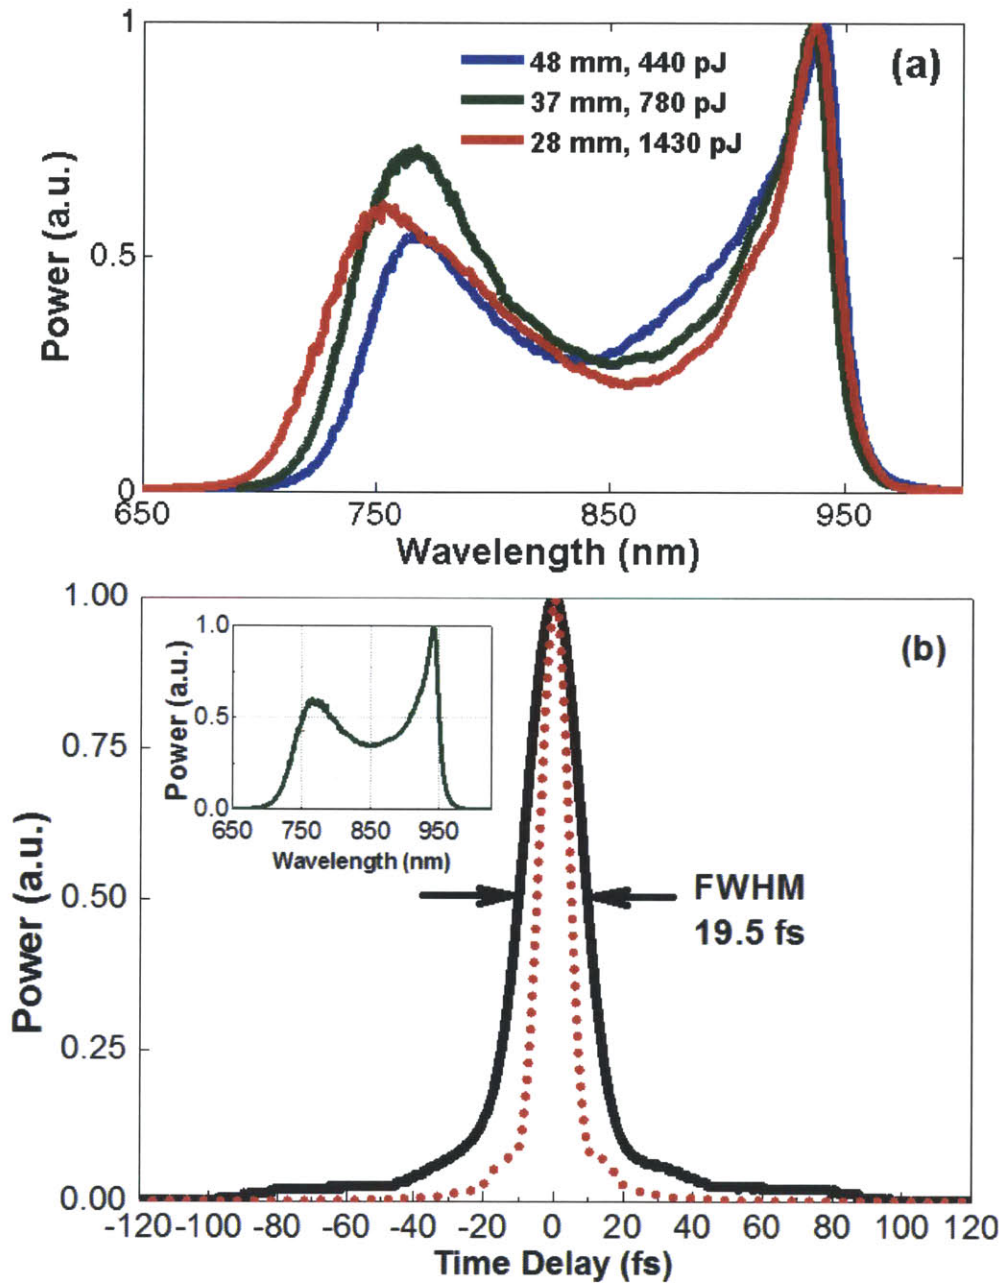 1
(a)
48 mm, 440 pJ
37 mm, 780 pJ
28 mm, 1430 pJ
Power (a.u.)
0.5
0
650 750 850 950
Wavelength (nm)
1.00
(b)
1.0
Power (a.u.)
0.5
0.0
650 750 850 950
Wavelength (nm)
0.75
Power (a.u.)
0.50
FWHM
19.5 fs
0.25
0.00
-120 -100 -80 -60 -40 -20 0 20 40 60 80 100 120
Time Delay (fs)